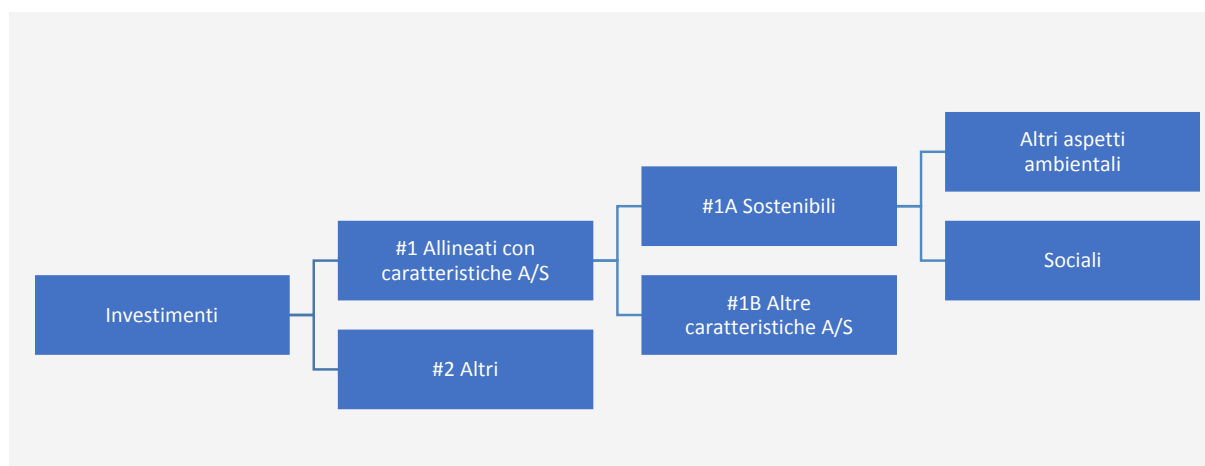 Investimenti
#1 Allineati con
caratteristiche A/S
#2 Altri
#1A Sostenibili
#1B Altre
caratteristiche A/S
Altri aspetti
ambientali
Sociali